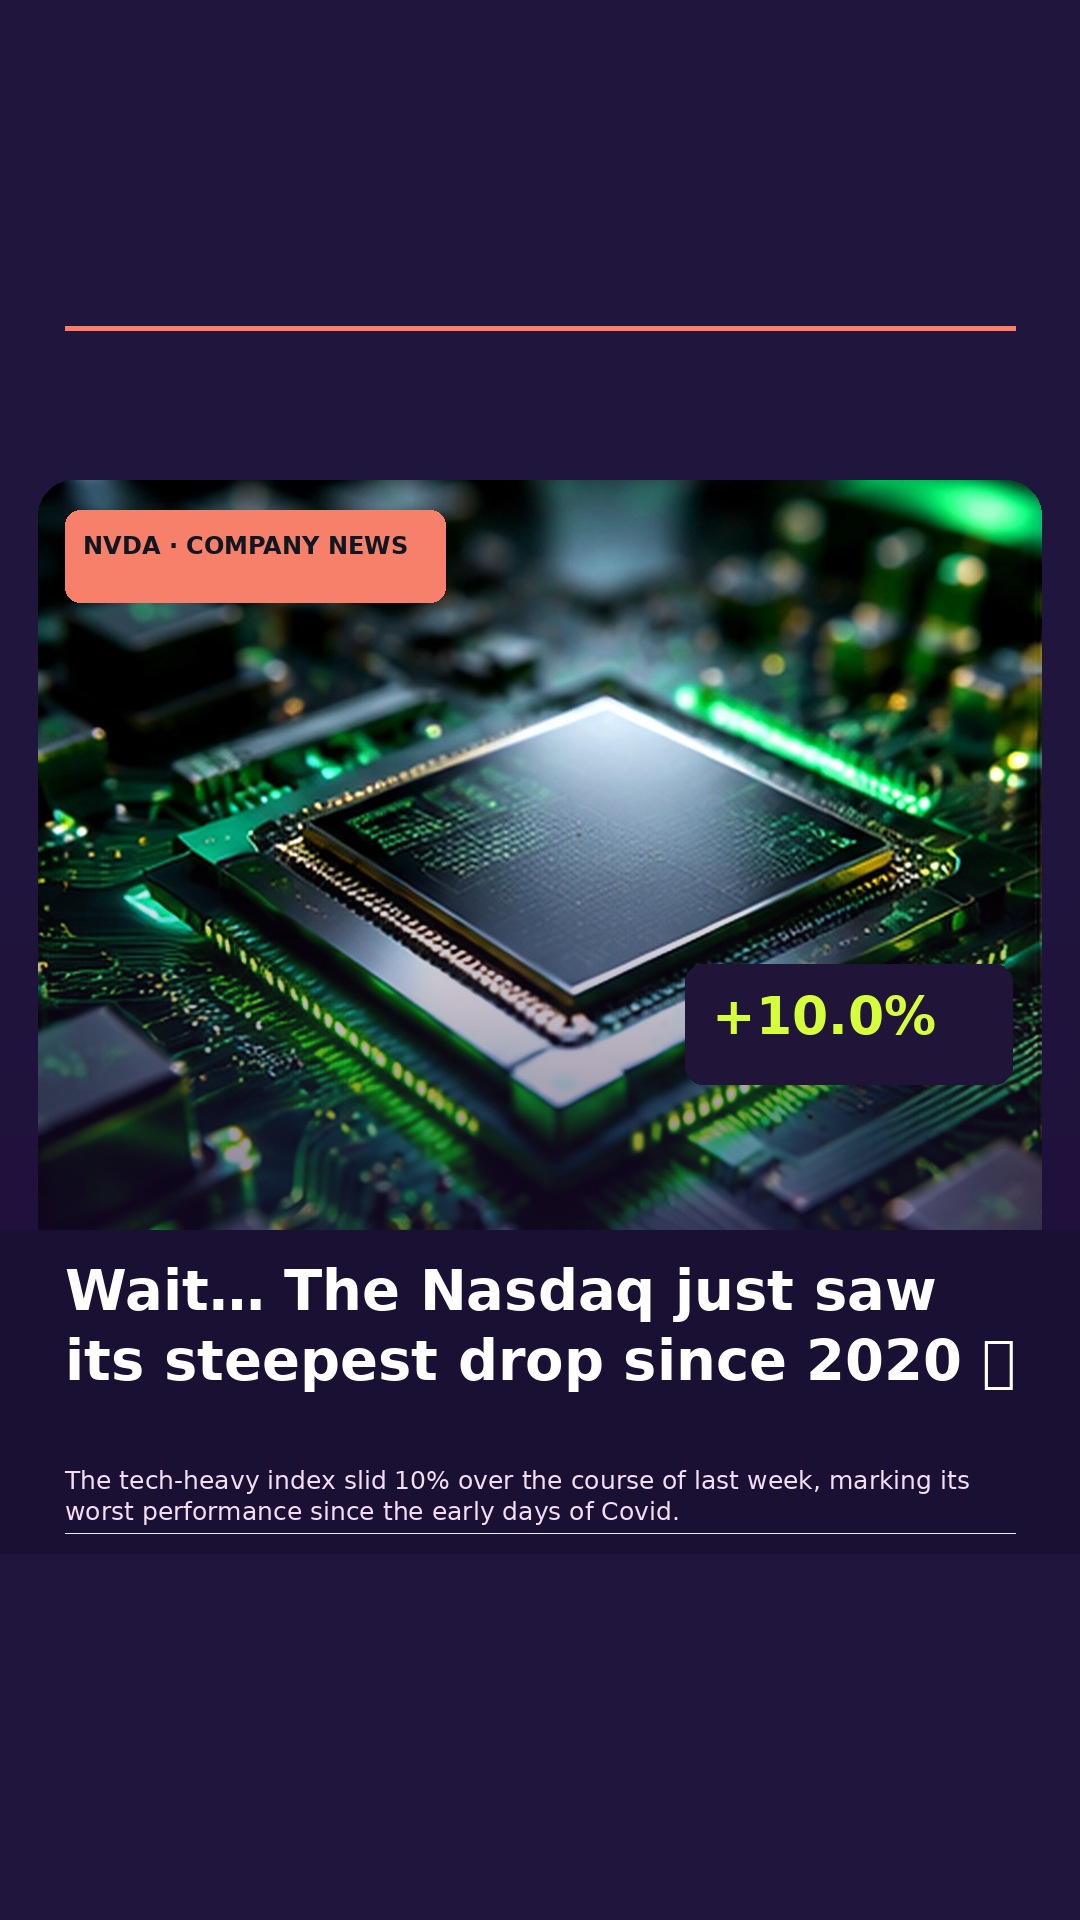 NVDA · COMPANY NEWS
+10.0%
Wait… The Nasdaq just saw
its steepest drop since 2020 
The tech-heavy index slid 10% over the course of last week, marking its
worst performance since the early days of Covid.